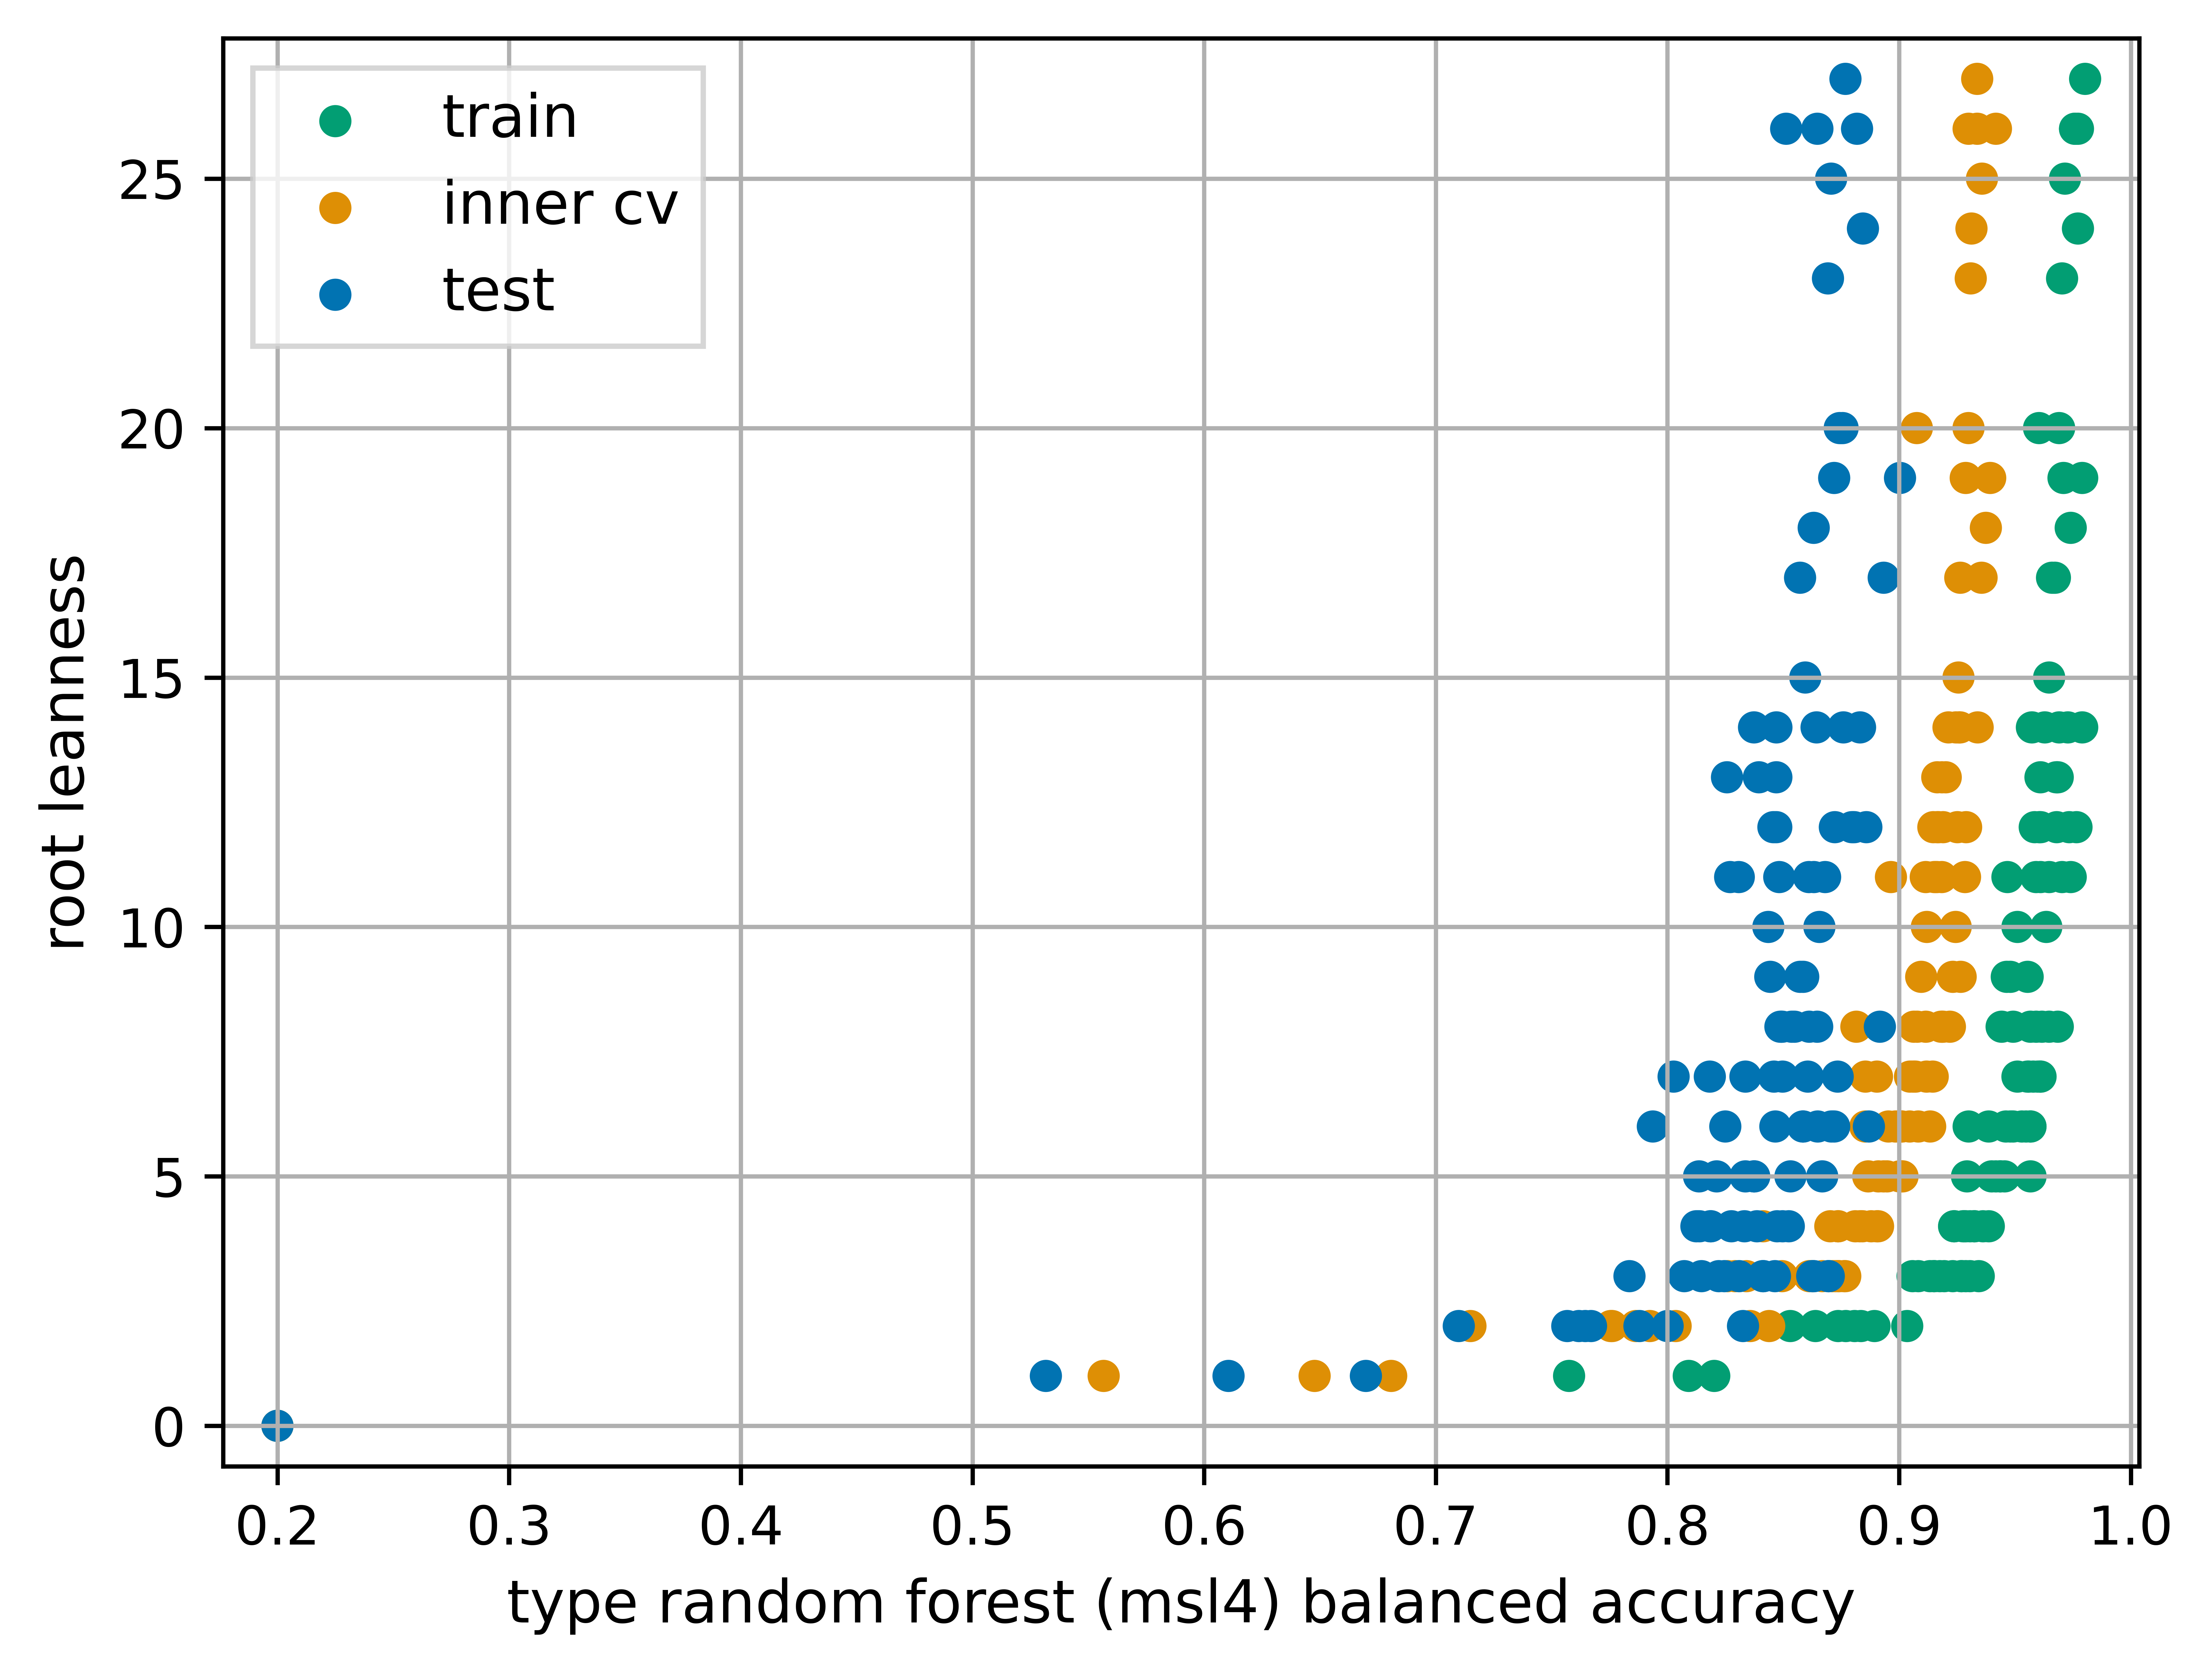 train
inner cv
test
25
20
15
10
5
0
root leanness
0.2 0.3 0.4 0.5 0.6 0.7 0.8 0.9 1.0
type random forest (msl4) balanced accuracy